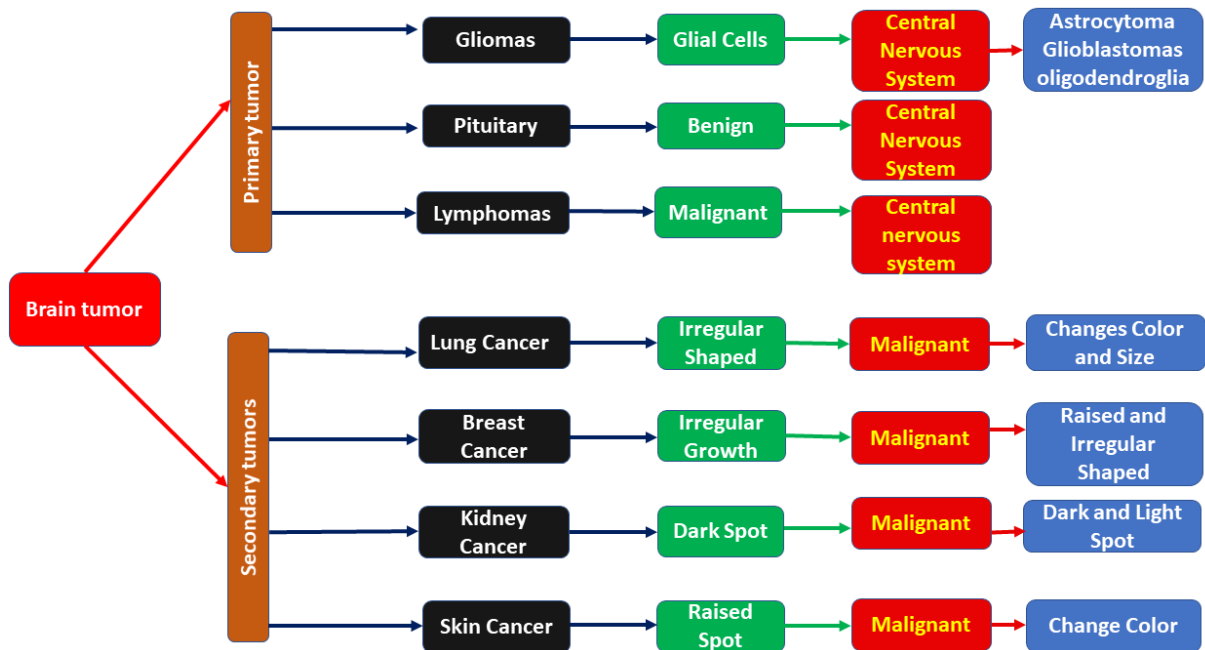 Primary tumor
Gliomas
Glial Cells
Central
Nervous
System
Astrocytoma
Glioblastomas
oligodendroglia
Pituitary
Benign
Central
Nervous
System
Lymphomas
Malignant
Central
nervous
system
Brain tumor
Secondary tumors
Lung Cancer
Irregular
Shaped
Malignant
Changes Color
and Size
Breast
Cancer
Irregular
Growth
Malignant
Raised and
Irregular
Shaped
Kidney
Cancer
Dark Spot
Malignant
Dark and Light
Spot
Skin Cancer
Raised
Spot
Malignant
Change Color